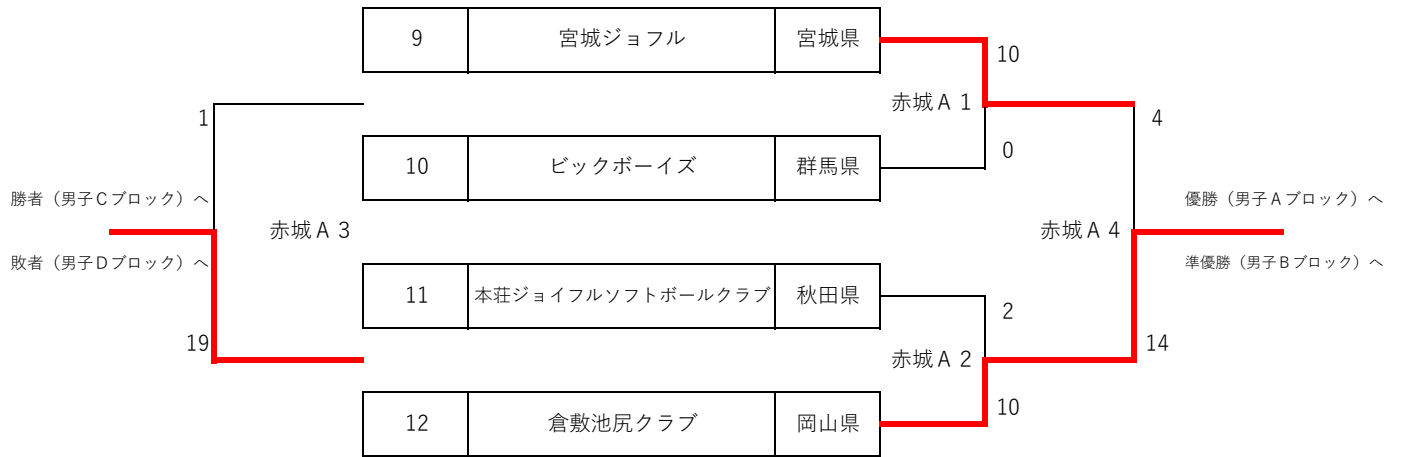 9 宮城ジョフル 宮城県
10
赤城A 1
1
4
0
10 ビックボーイズ 群馬県
勝者（男子Cブロック）へ
優勝（男子Aブロック）へ
赤城A 3
赤城A 4
敗者（男子Dブロック）へ
準優勝（男子Bブロック）へ
11 本荘ジョイフルソフトボールクラブ 秋田県
2
19
14
赤城A 2
10
12 倉敷池尻クラブ 岡山県